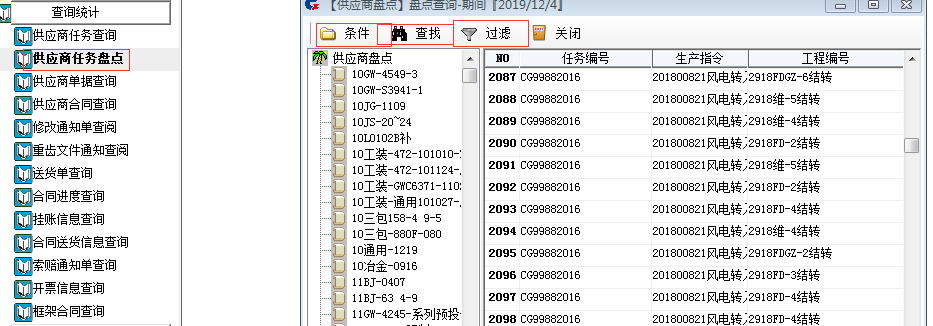 查询统计
供应商任务查询
供应商任务盘点
供应商单据查询
供应商合同查询
修改通知单查阅
重齿文件通知查阅
送货单查询
合同进度查询
挂账信息查询
合同送货信息查询
索赔通知单查询
开票信息查询
框架合同查询
【供应商盘点】盘点查询-期间『2019/12/4』
条件 查找 过滤 关闭
供应商盘点
10GW-4549-3
10GW-S3941-1
10JG-1109
10JS-20~24
10L0102B补
10工装-472-101010-
10工装-472-101124-
10工装-GWC6371-110
10工装-通用101027-
10三包158-4 9-5
10三包-880F-080
10通用-1219
10冶金-0916
11BJ-0407
11BJ-63 4-9
11GW-4245-系列预投
NO 任务编号 生产指令 工程编号
2087 CG99882016 201800821风电转 2918FDGZ-6结转
2088 CG99882016 201800821风电转 2918维-5结转
2089 CG99882016 201800821风电转 2918维-4结转
2090 CG99882016 201800821风电转 2918FD-2结转
2091 CG99882016 201800821风电转 2918维-5结转
2092 CG99882016 201800821风电转 2918FD-2结转
2093 CG99882016 201800821风电转 2918FD-4结转
2094 CG99882016 201800821风电转 2918维-4结转
2095 CG99882016 201800821风电转 2918FDGZ-2结转
2096 CG99882016 201800821风电转 2918FD-3结转
2097 CG99882016 201800821风电转 2918FD-4结转
2098 CG99882016 201800821风电转 2918FD-4结转